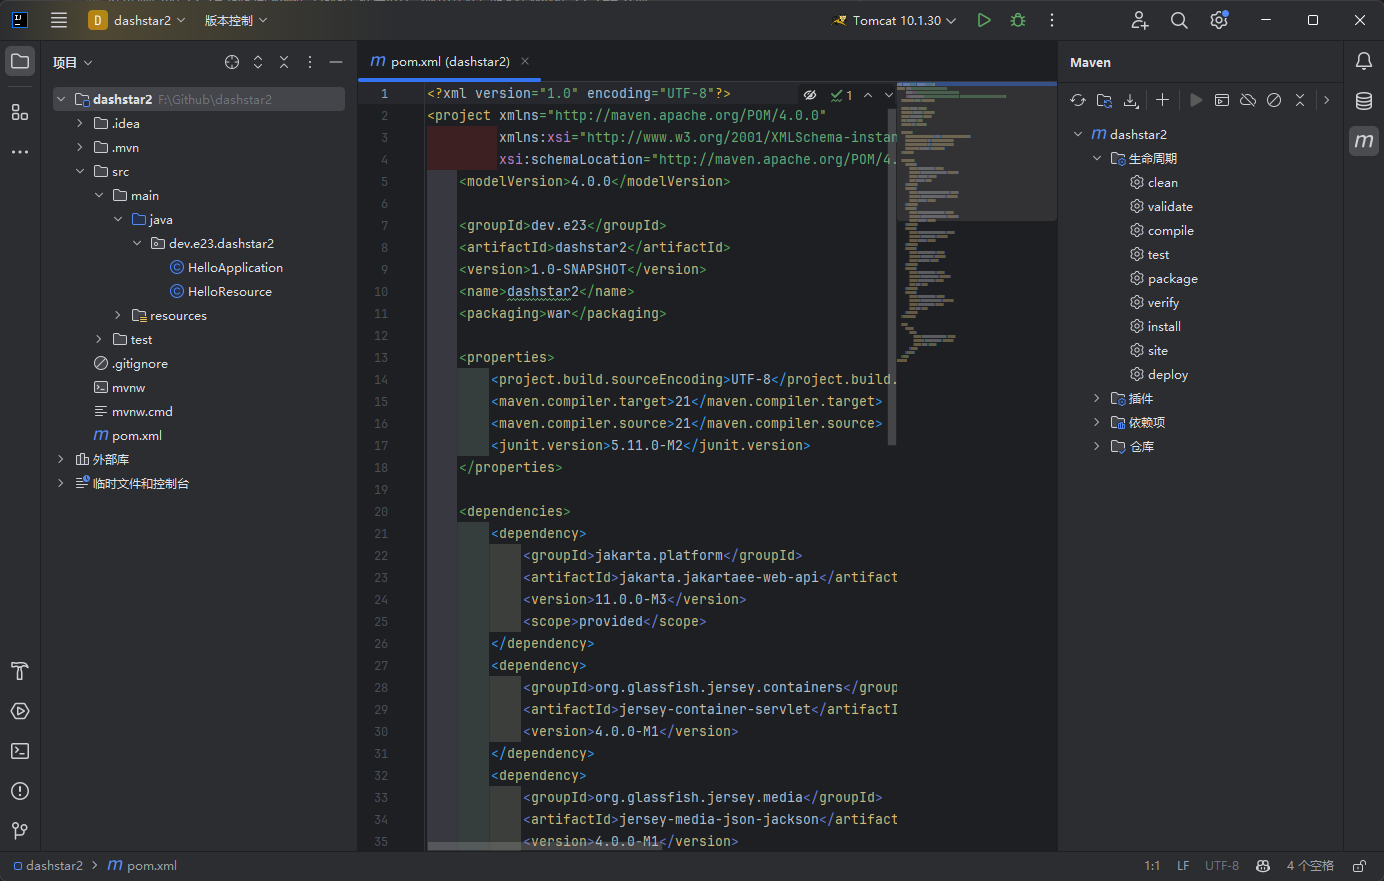 D dashstar2 版本控制 Tomcat 10.1.30
项目
dashstar2 F:\Github\dashstar2
.idea
.mvn
src
main
java
dev.e23.dashstar2
HelloApplication
HelloResource
resources
test
.gitignore
mvnw
mvnw.cmd
pom.xml
外部库
临时文件和控制台
pom.xml (dashstar2)
1
1 <?xml version="1.0" encoding="UTF-8"?>
2 <project xmlns="http://maven.apache.org/POM/4.0.0"
3 xmlns:xsi="http://www.w3.org/2001/XMLSchema-instan
4 xsi:schemaLocation="http://maven.apache.org/POM/4.
5 <modelVersion>4.0.0</modelVersion>
6
7 <groupId>dev.e23</groupId>
8 <artifactId>dashstar2</artifactId>
9 <version>1.0-SNAPSHOT</version>
10 <name>dashstar2</name>
11 <packaging>war</packaging>
12
13 <properties>
14 <project.build.sourceEncoding>UTF-8</project.build.
15 <maven.compiler.target>21</maven.compiler.target>
16 <maven.compiler.source>21</maven.compiler.source>
17 <junit.version>5.11.0-M2</junit.version>
18 </properties>
19
20 <dependencies>
21 <dependency>
22 <groupId>jakarta.platform</groupId>
23 <artifactId>jakarta.jakartaee-web-api</artifact
24 <version>11.0.0-M3</version>
25 <scope>provided</scope>
26 </dependency>
27 <dependency>
28 <groupId>org.glassfish.jersey.containers</group
29 <artifactId>jersey-container-servlet</artifactI
30 <version>4.0.0-M1</version>
31 </dependency>
32 <dependency>
33 <groupId>org.glassfish.jersey.media</groupId>
34 <artifactId>jersey-media-json-jackson</artifact
35 <version>4.0.0-M1</version>
Maven
dashstar2
生命周期
clean
validate
compile
test
package
verify
install
site
deploy
插件
依赖项
仓库
dashstar2 > pom.xml
1:1 LF UTF-8 4 个空格